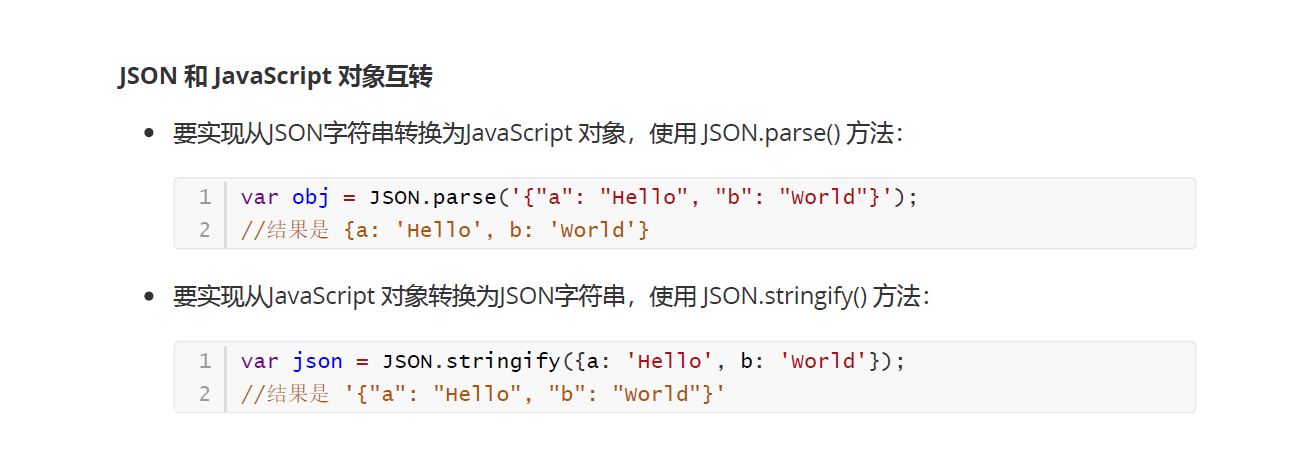 JSON 和 JavaScript 对象互转
• 要实现从JSON字符串转换为JavaScript 对象，使用 JSON.parse() 方法：
1 var obj = JSON.parse('{"a": "Hello", "b": "World"}');
2 //结果是 {a: 'Hello', b: 'World'}
• 要实现从JavaScript 对象转换为JSON字符串，使用 JSON.stringify() 方法：
1 var json = JSON.stringify({a: 'Hello', b: 'World'});
2 //结果是 '{"a": "Hello", "b": "World"}'